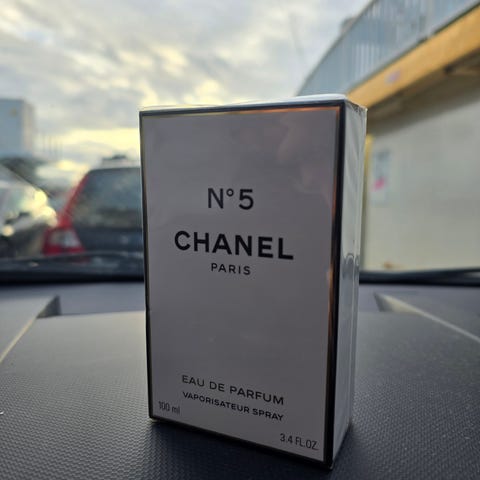 N°5
CHANEL
PARIS
EAU DE PARFUM
VAPORISATEUR SPRAY
100 ml
3.4 FL.OZ.